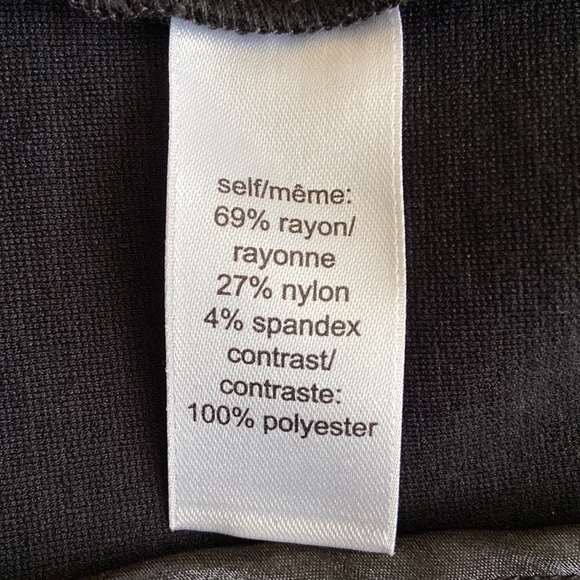 self/même:
69% rayon/
rayonne
27% nylon
4% spandex
contrast/
contraste:
100% polyester